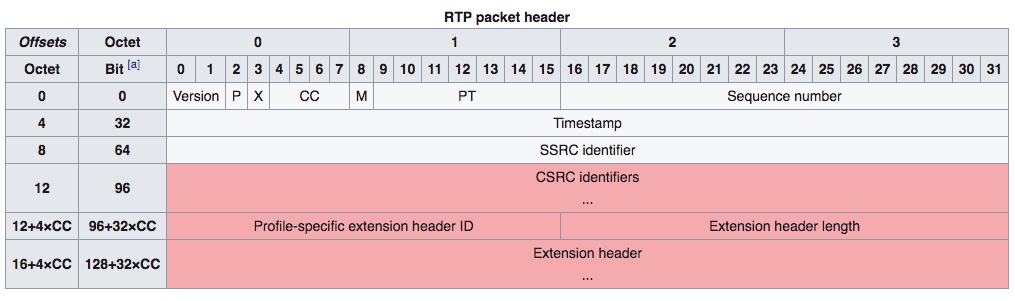 RTP packet header
Offsets Octet 0 1 2 3
Octet Bit [a] 0 1 2 3 4 5 6 7 8 9 10 11 12 13 14 15 16 17 18 19 20 21 22 23 24 25 26 27 28 29 30 31
0 0 Version P X CC M PT Sequence number
4 32 Timestamp
8 64 SSRC identifier
12 96 CSRC identifiers
...
12+4×CC 96+32×CC Profile-specific extension header ID Extension header length
16+4×CC 128+32×CC Extension header
...